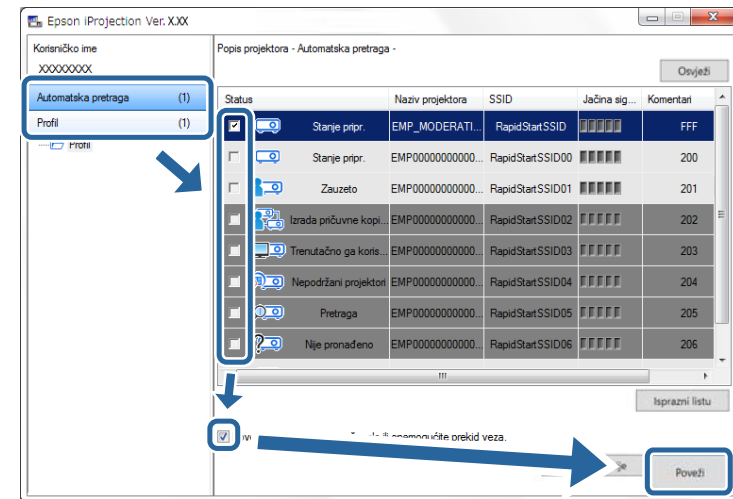 Epson iProjection Ver. X.XX
Korisničko ime
XXXXXXXX
Automatska pretraga (1)
Profil (1)
Profil
Popis projektora - Automatska pretraga -
Osvježi
Status Naziv projektora SSID Jačina sig... Komentari
Stanje pripr. EMP_MODERATI... RapidStartSSID FFF
Stanje pripr. EMP00000000000... RapidStartSSID00 200
Zauzeto EMP00000000000... RapidStartSSID01 201
Izrada pričuvne kopi... EMP00000000000... RapidStartSSID02 202
Trenutačno ga koris... EMP00000000000... RapidStartSSID03 203
Nepodržani projektori EMP00000000000... RapidStartSSID04 204
Pretraga EMP00000000000... RapidStartSSID05 205
Nije pronađeno EMP00000000000... RapidStartSSID06 206
Isprazni listu
onemogućite prekid veza.
Poveži